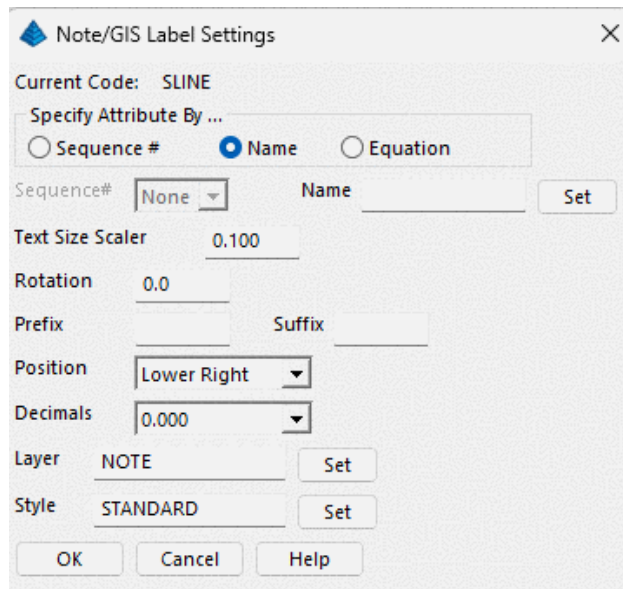 Note/GIS Label Settings
Current Code: SLINE
Specify Attribute By ...
Sequence # Name Equation
Sequence# None Name Set
Text Size Scaler 0.100
Rotation 0.0
Prefix Suffix
Position Lower Right
Decimals 0.000
Layer NOTE Set
Style STANDARD Set
OK Cancel Help